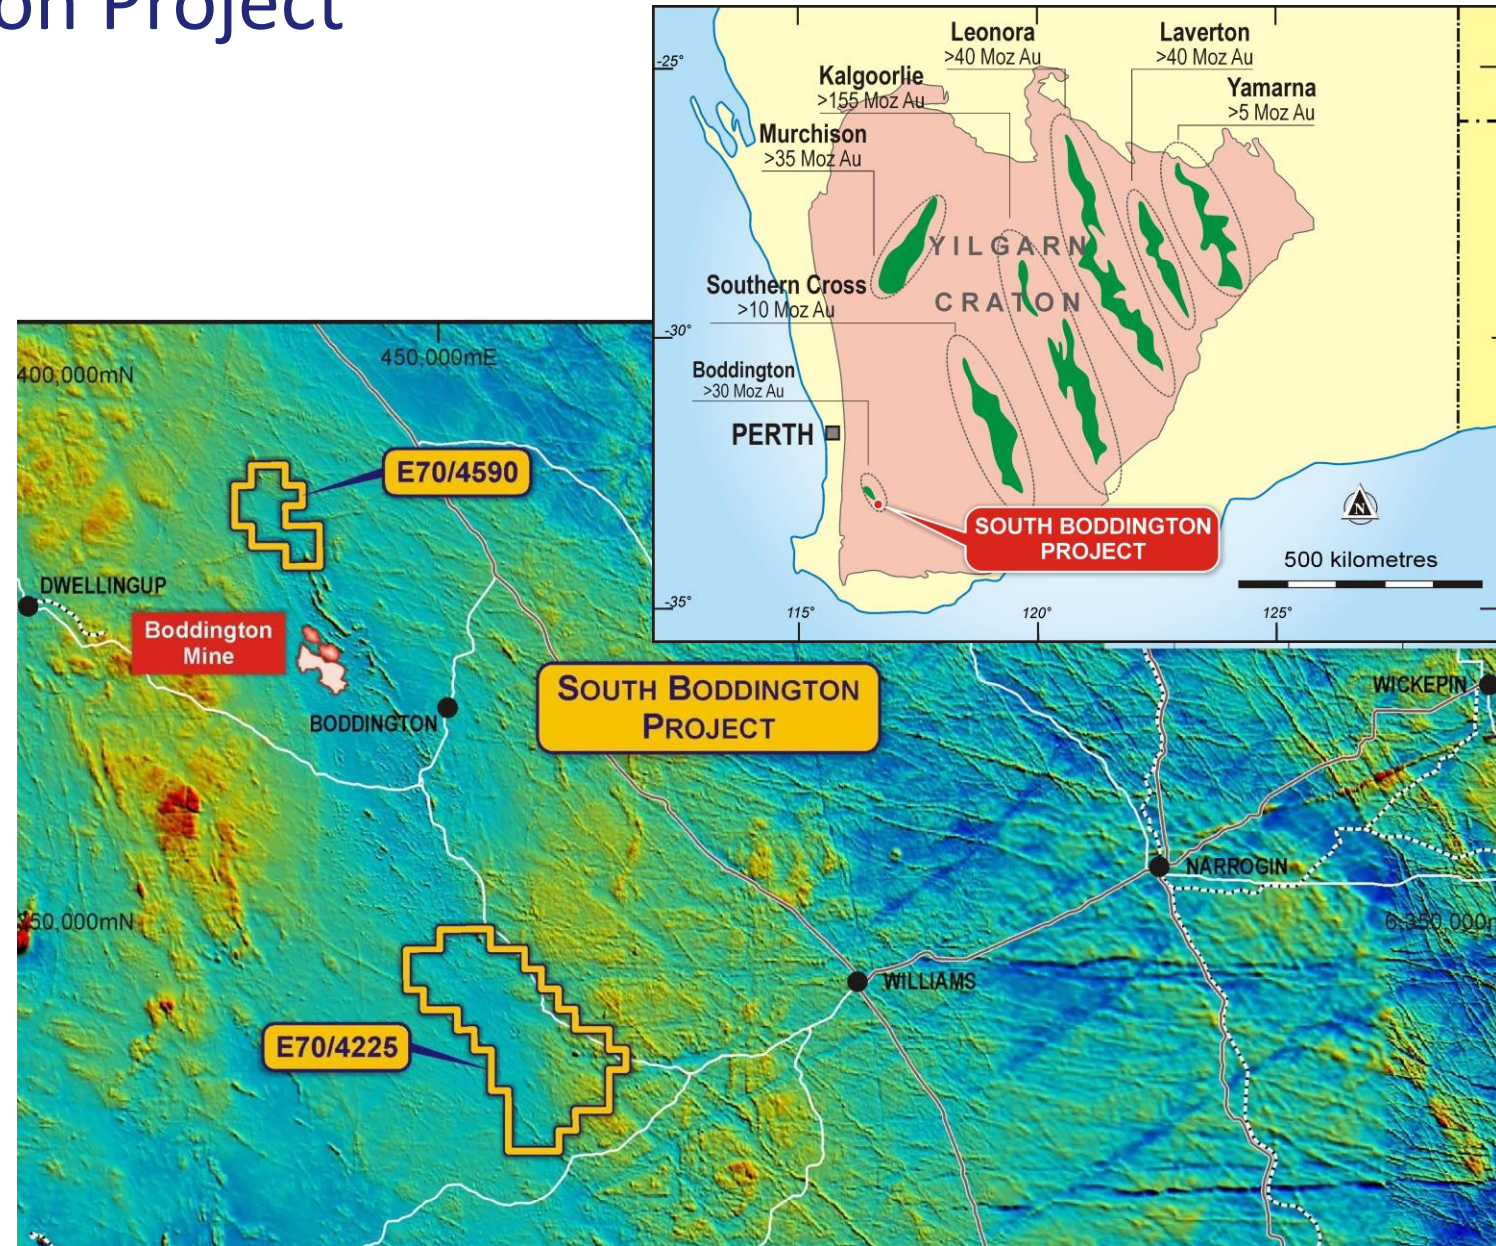 on Project
Leonora
>40 Moz Au
Laverton
>40 Moz Au
Kalgoorlie
>155 Moz Au
Yamarna
>5 Moz Au
Murchison
>35 Moz Au
YILGARN
CRATON
Southern Cross
>10 Moz Au
Boddington
>30 Moz Au
PERTH
SOUTH BODDINGTON
PROJECT
N
500 kilometres
-25°
-30°
-35°
115°
120°
125°
400,000mN
450,000mE
E70/4590
DWELLINGUP
Boddington
Mine
BODDINGTON
SOUTH BODDINGTON
PROJECT
WICKEPIN
NARROGIN
350,000mN
6,350,000m
WILLIAMS
E70/4225